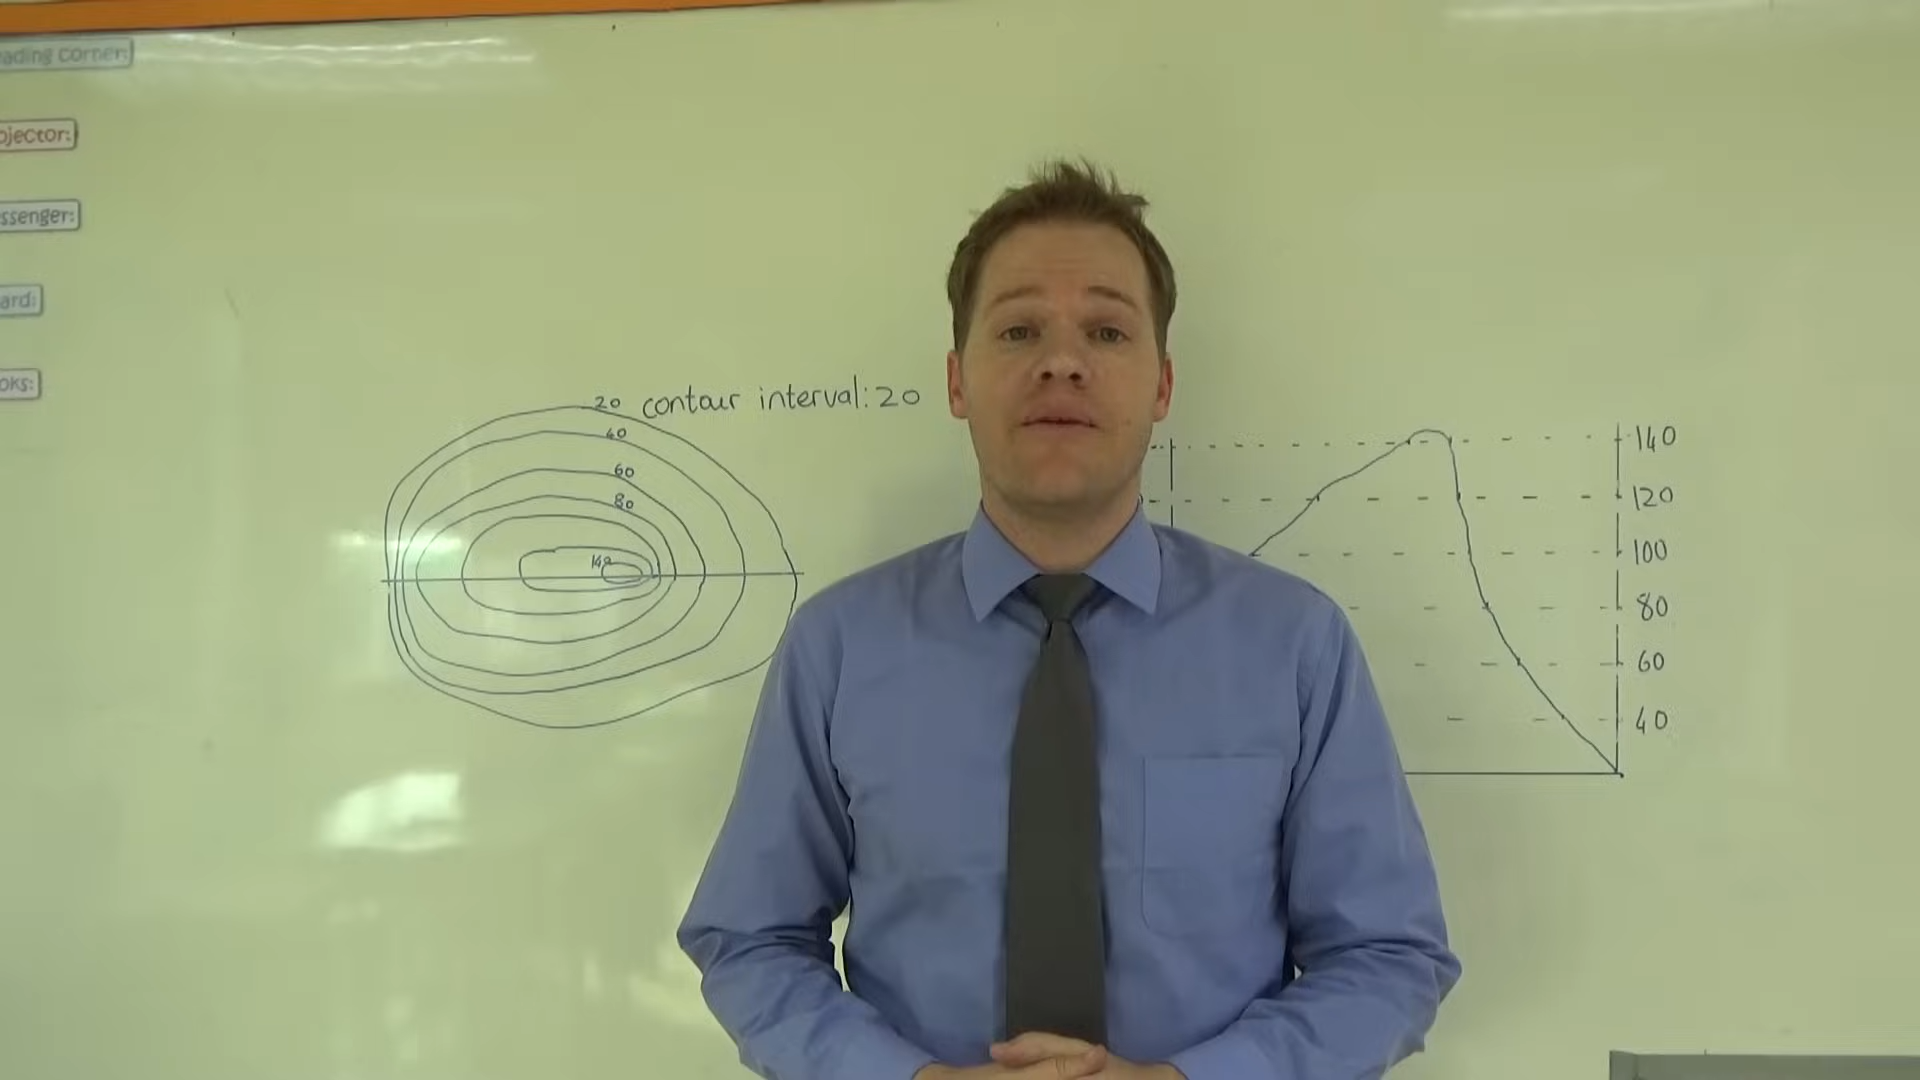 ading corner:
ojector:
ssenger:
ard:
oks:
20 contour interval:20
40
60
80
140
140
120
100
80
60
40